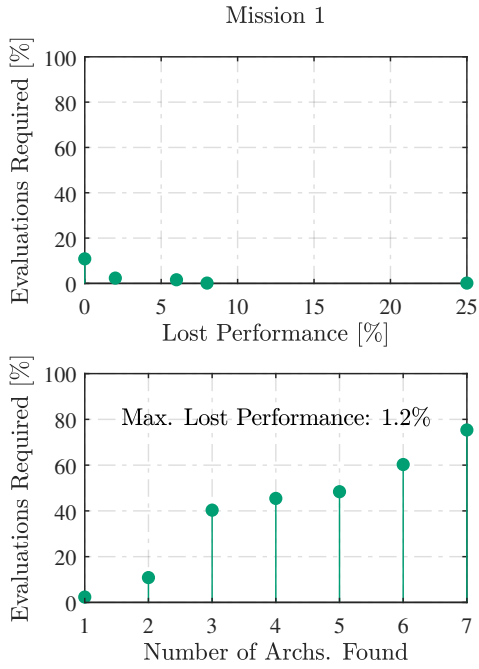 Mission 1
Evaluations Required [%]
100
80
60
40
20
0
0 5 10 15 20 25
Lost Performance [%]
Evaluations Required [%]
100
80
60
40
20
0
Max. Lost Performance: 1.2%
1 2 3 4 5 6 7
Number of Archs. Found